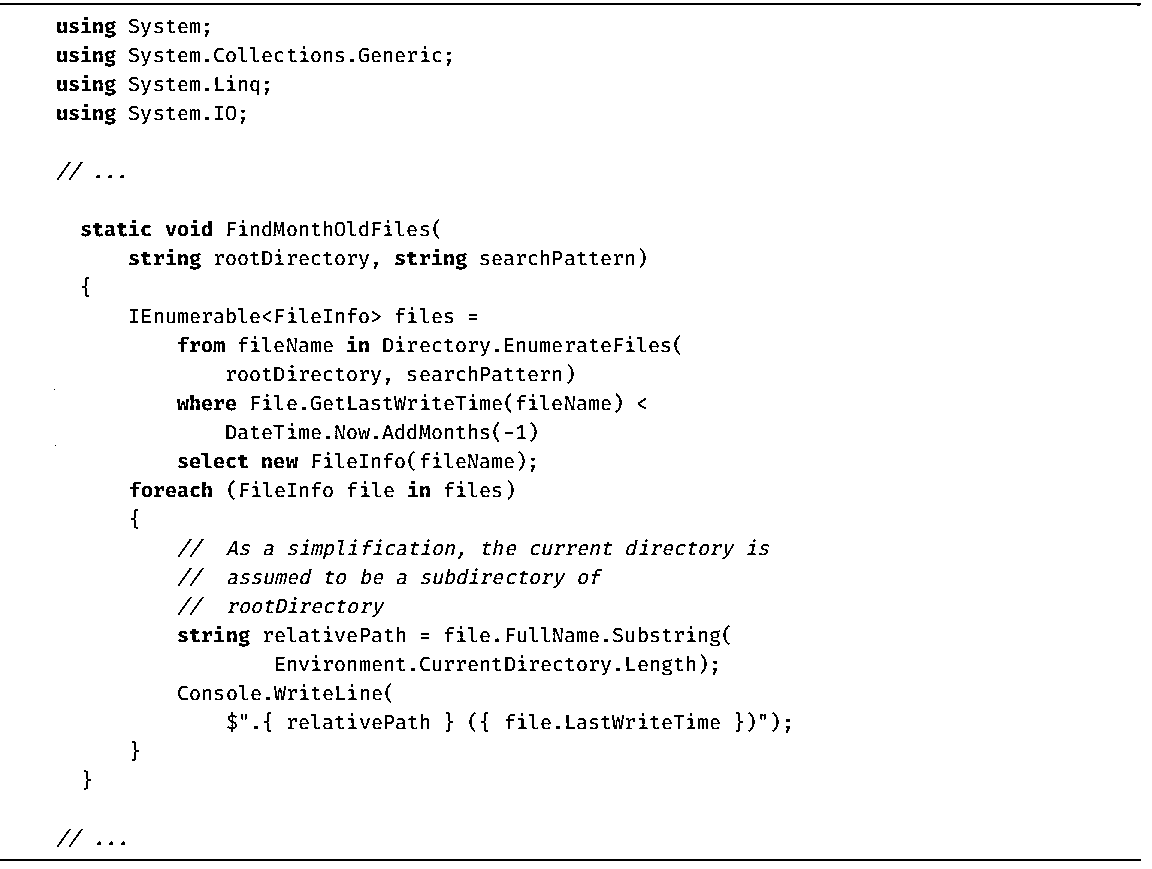 using System;
using System.Collections.Generic;
using System.Linq;
using System.IO;

// ...

  static void FindMonthOldFiles(
      string rootDirectory, string searchPattern)
  {
      IEnumerable<FileInfo> files =
          from fileName in Directory.EnumerateFiles(
              rootDirectory, searchPattern)
          where File.GetLastWriteTime(fileName) <
              DateTime.Now.AddMonths(-1)
          select new FileInfo(fileName);
      foreach (FileInfo file in files)
      {
          //  As a simplification, the current directory is
          //  assumed to be a subdirectory of
          //  rootDirectory
          string relativePath = file.FullName.Substring(
                  Environment.CurrentDirectory.Length);
          Console.WriteLine(
              $".{ relativePath } ({ file.LastWriteTime })");
      }
  }

// ...